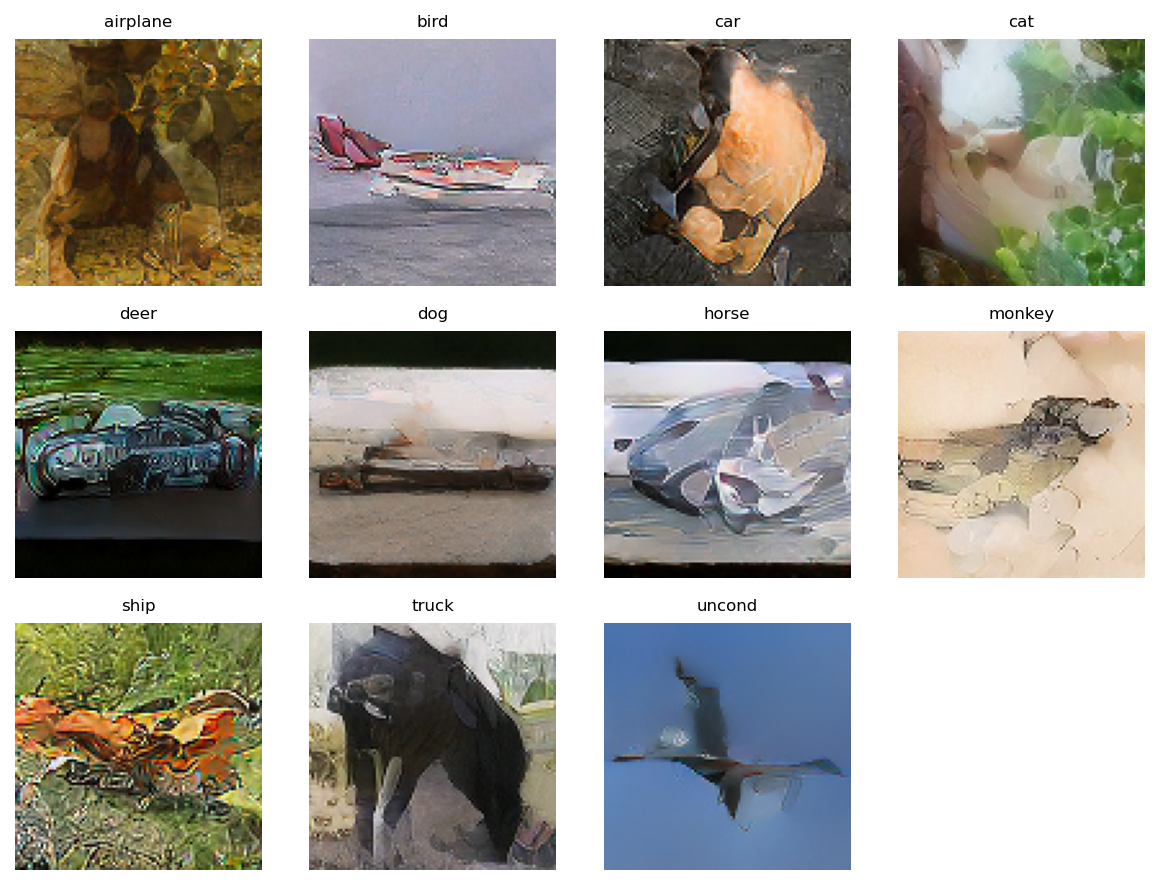 airplane
bird
car
cat
deer
dog
horse
monkey
ship
truck
uncond